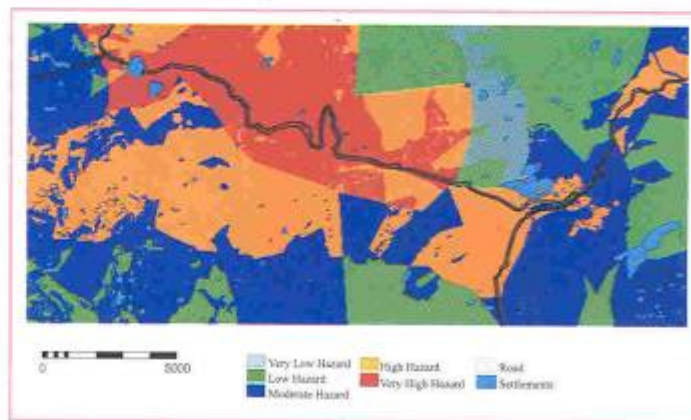 0 5000
Very Low Hazard
Low Hazard
Moderate Hazard
High Hazard
Very High Hazard
Road
Settlements